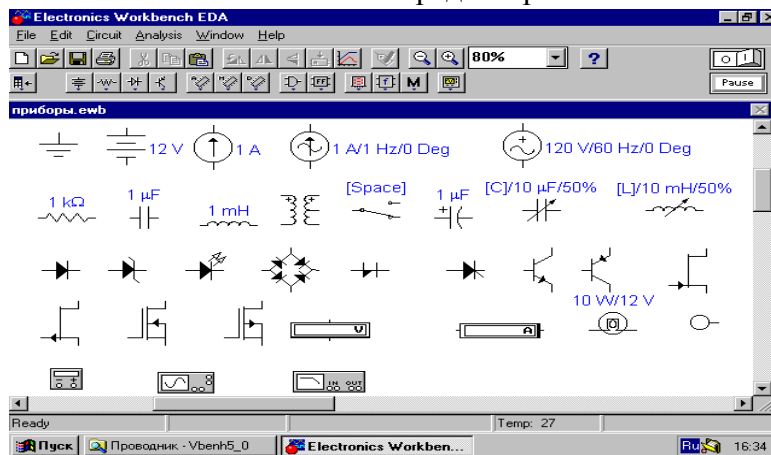 Electronics Workbench EDA
File Edit Circuit Analysis Window Help
80% ?
Pause
приборы.ewb
12 V 1 A 1 A/1 Hz/0 Deg 120 V/60 Hz/0 Deg
1 kΩ 1 µF 1 mH [Space] 1 µF [C]/10 µF/50% [L]/10 mH/50%
10 W/12 V
V A
IN OUT
Ready Temp: 27
Пуск Проводник - Vbenh5_0 Electronics Workben... Ru 16:34